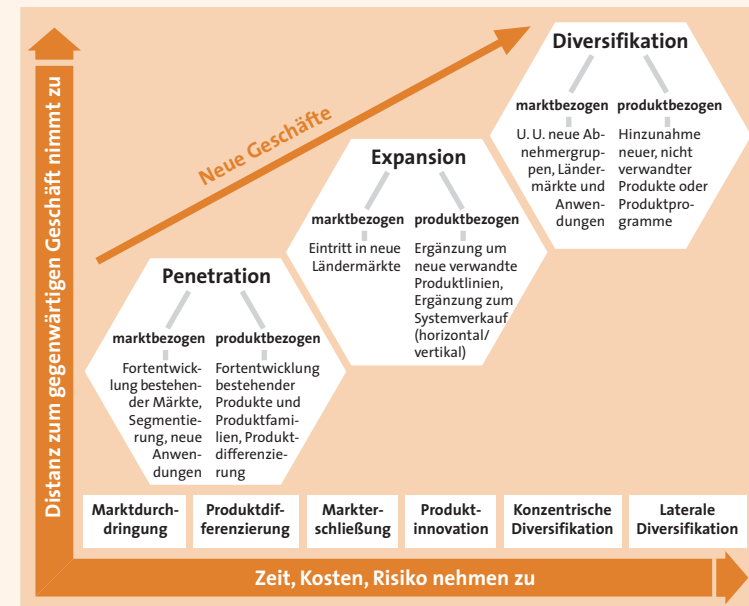 Distanz zum gegenwärtigen Geschäft nimmt zu
Neue Geschäfte
Diversifikation
marktbezogen
U. U. neue Ab-
nehmergrup-
pen, Länder-
märkte und
Anwen-
dungen
produktbezogen
Hinzunahme
neuer, nicht
verwandter
Produkte oder
Produktpro-
gramme
Expansion
marktbezogen
Eintritt in neue
Ländermärkte
produktbezogen
Ergänzung um
neue verwandte
Produktlinien,
Ergänzung zum
Systemverkauf
(horizontal/
vertikal)
Penetration
marktbezogen
Fortentwick-
lung bestehen-
der Märkte,
Segmentie-
rung, neue
Anwen-
dungen
produktbezogen
Fortentwicklung
bestehender
Produkte und
Produktfami-
lien, Produkt-
differenzie-
rung
Marktdurch-
dringung
Produktdif-
ferenzierung
Markter-
schließung
Produkt-
innovation
Konzentrische
Diversifikation
Laterale
Diversifikation
Zeit, Kosten, Risiko nehmen zu